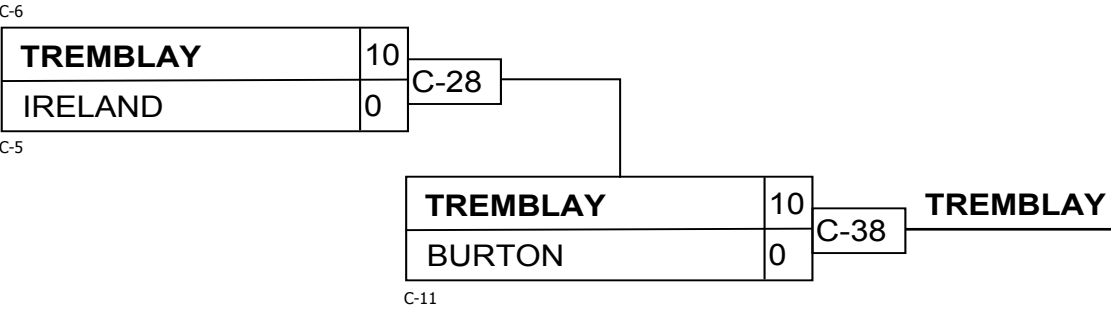 C-6
TREMBLAY 10
C-28
IRELAND 0
C-5
TREMBLAY 10
C-38
TREMBLAY
BURTON 0
C-11